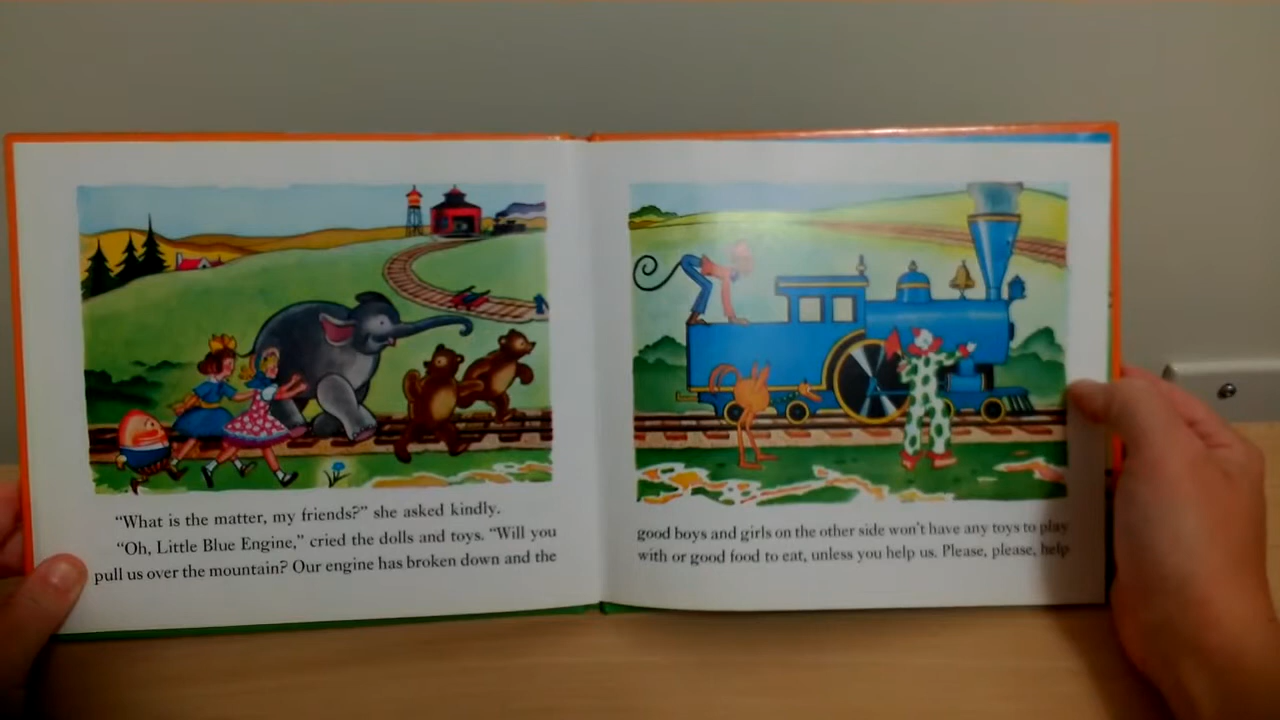 “What is the matter, my friends?” she asked kindly.
“Oh, Little Blue Engine,” cried the dolls and toys. “Will you
pull us over the mountain? Our engine has broken down and the
good boys and girls on the other side won’t have any toys to play
with or good food to eat, unless you help us. Please, please, help